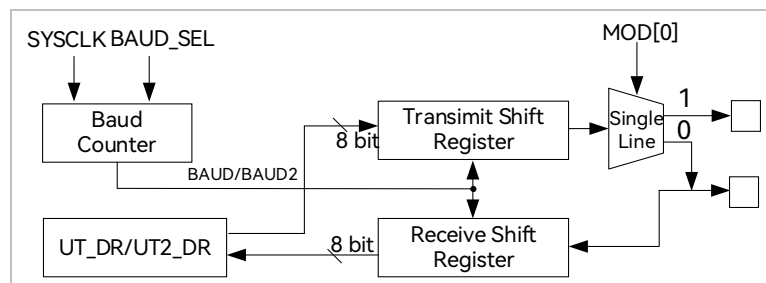 MOD[0]
SYSCLK BAUD_SEL
Baud
Counter
Transimit Shift
Register
8 bit
Single
Line
1
0
BAUD/BAUD2
UT_DR/UT2_DR
8 bit
Receive Shift
Register